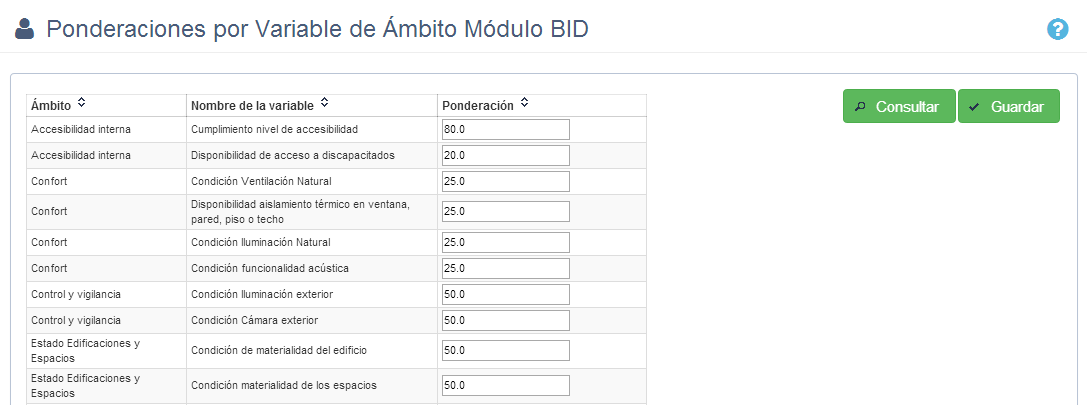 Ponderaciones por Variable de Ámbito Módulo BID
?
Consultar Guardar
Ámbito Nombre de la variable Ponderación
Accesibilidad interna Cumplimiento nivel de accesibilidad 80.0
Accesibilidad interna Disponibilidad de acceso a discapacitados 20.0
Confort Condición Ventilación Natural 25.0
Confort Disponibilidad aislamiento térmico en ventana,
pared, piso o techo 25.0
Confort Condición Iluminación Natural 25.0
Confort Condición funcionalidad acústica 25.0
Control y vigilancia Condición Iluminación exterior 50.0
Control y vigilancia Condición Cámara exterior 50.0
Estado Edificaciones y
Espacios Condición de materialidad del edificio 50.0
Estado Edificaciones y
Espacios Condición materialidad de los espacios 50.0